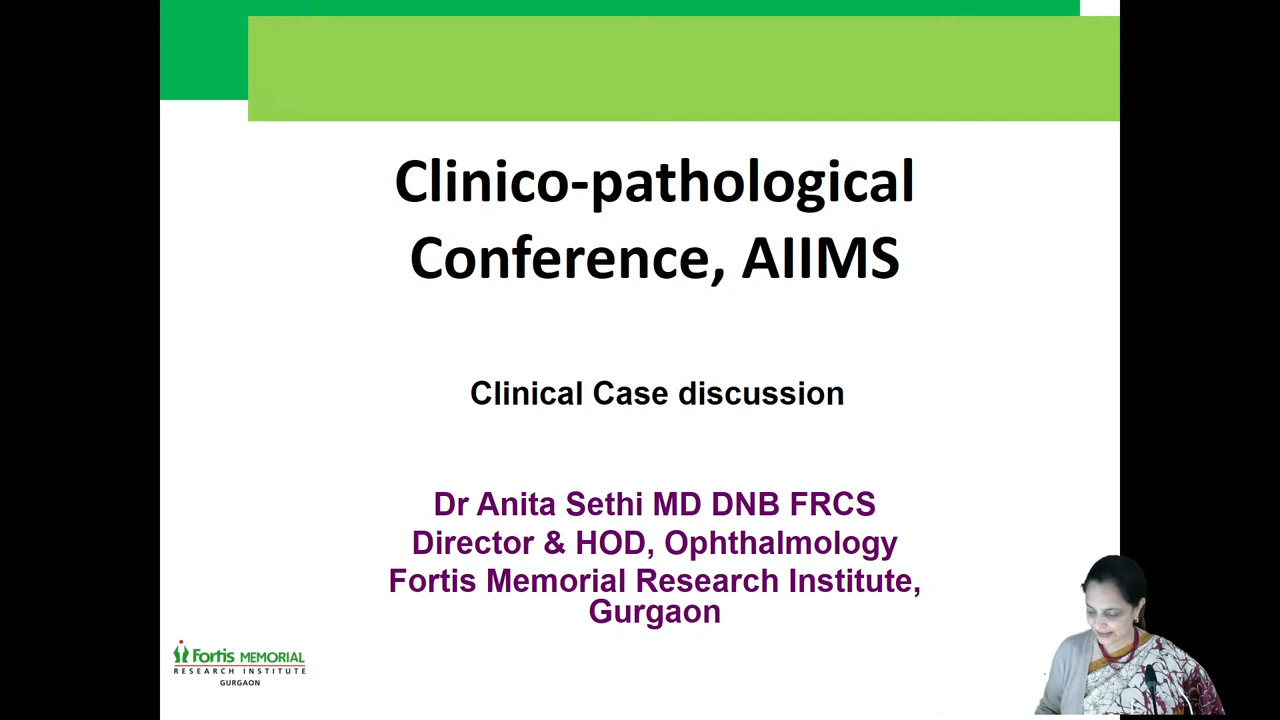 Clinico-pathological
Conference, AIIMS
Clinical Case discussion
Dr Anita Sethi MD DNB FRCS
Director & HOD, Ophthalmology
Fortis Memorial Research Institute,
Gurgaon
Fortis MEMORIAL
RESEARCH INSTITUTE
GURGAON